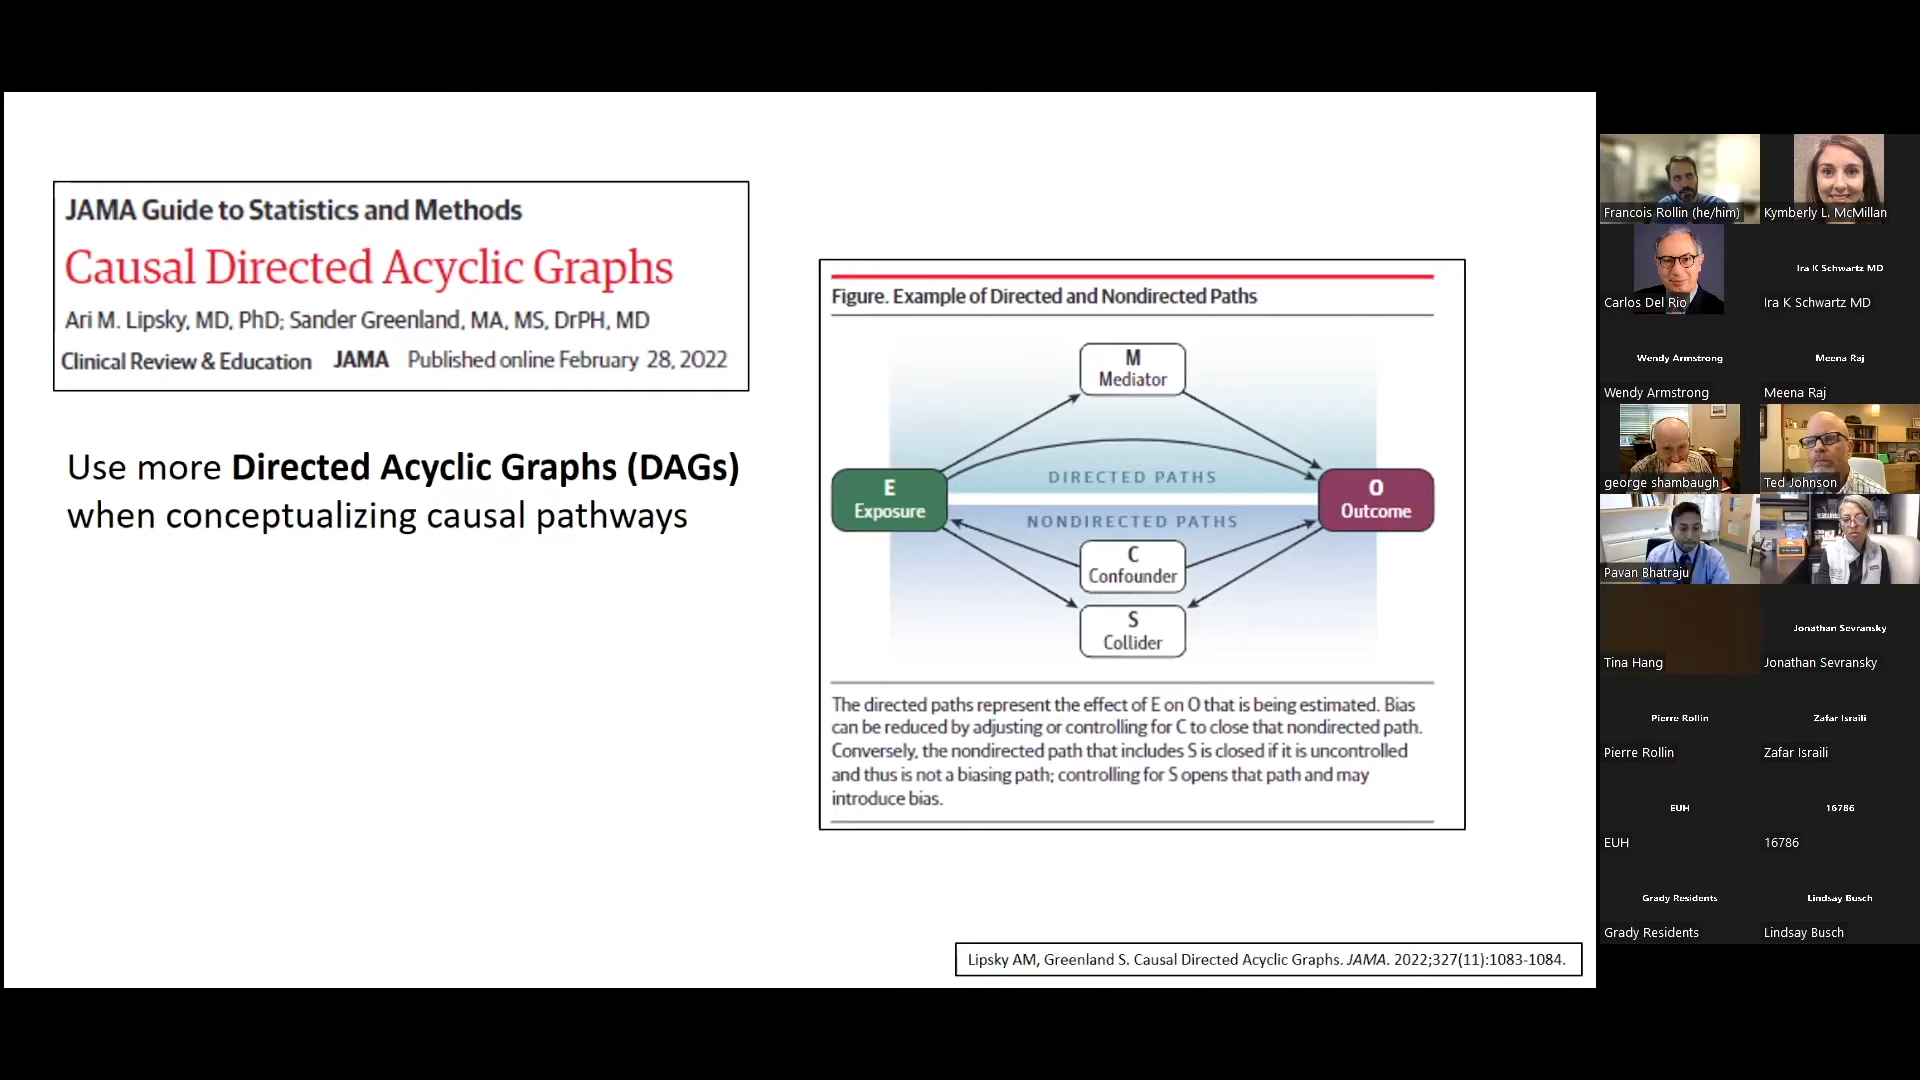 JAMA Guide to Statistics and Methods
Causal Directed Acyclic Graphs
Ari M. Lipsky, MD, PhD; Sander Greenland, MA, MS, DrPH, MD
Clinical Review & Education JAMA Published online February 28, 2022
Use more Directed Acyclic Graphs (DAGs)
when conceptualizing causal pathways
Figure. Example of Directed and Nondirected Paths
M
Mediator
DIRECTED PATHS
E
Exposure
O
Outcome
NONDIRECTED PATHS
C
Confounder
S
Collider
The directed paths represent the effect of E on O that is being estimated. Bias
can be reduced by adjusting or controlling for C to close that nondirected path.
Conversely, the nondirected path that includes S is closed if it is uncontrolled
and thus is not a biasing path; controlling for S opens that path and may
introduce bias.
Lipsky AM, Greenland S. Causal Directed Acyclic Graphs. JAMA. 2022;327(11):1083-1084.
Francois Rollin (he/him)
Kymberly L. McMillan
Carlos Del Rio
Ira K Schwartz MD
Ira K Schwartz MD
Wendy Armstrong
Wendy Armstrong
Meena Raj
Meena Raj
george shambaugh
Ted Johnson
Pavan Bhatraju
Tina Hang
Jonathan Sevransky
Jonathan Sevransky
Pierre Rollin
Pierre Rollin
Zafar Israili
Zafar Israili
EUH
EUH
16786
16786
Grady Residents
Grady Residents
Lindsay Busch
Lindsay Busch